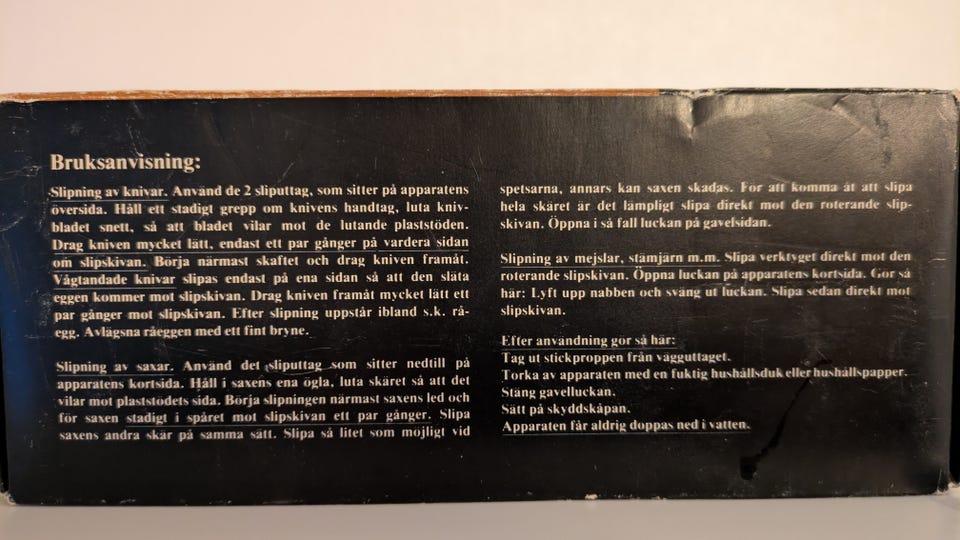 Bruksanvisning:
Slipning av knivar. Använd de 2 sliputtag, som sitter på apparatens
översida. Håll ett stadigt grepp om knivens handtag, luta kniv-
bladet snett, så att bladet vilar mot de lutande plaststöden.
Drag kniven mycket lätt, endast ett par gånger på vardera sidan
om slipskivan. Börja närmast skaftet och drag kniven framåt.
Vågtandade knivar slipas endast på ena sidan så att den släta
eggen kommer mot slipskivan. Drag kniven framåt mycket lätt ett
par gånger mot slipskivan. Efter slipning uppstår ibland s.k. rå-
egg. Avlägsna råeggen med ett fint bryne.
Slipning av saxar. Använd det sliputtag som sitter nedtill på
apparatens kortsida. Håll i saxens ena ögla, luta skäret så att det
vilar mot plaststödets sida. Börja slipningen närmast saxens led och
för saxen stadigt i spåret mot slipskivan ett par gånger. Slipa
saxens andra skär på samma sätt. Slipa så litet som möjligt vid
spetsarna, annars kan saxen skadas. För att komma åt att slipa
hela skäret är det lämpligt slipa direkt mot den roterande slip-
skivan. Öppna i så fall luckan på gavelsidan.
Slipning av mejslar, stämjärn m.m. Slipa verktyget direkt mot den
roterande slipskivan. Öppna luckan på apparatens kortsida. Gör så
här: Lyft upp nabben och sväng ut luckan. Slipa sedan direkt mot
slipskivan.
Efter användning gör så här:
Tag ut stickproppen från vägguttaget.
Torka av apparaten med en fuktig hushållsduk eller hushållspapper.
Stäng gavelluckan.
Sätt på skyddskåpan.
Apparaten får aldrig doppas ned i vatten.